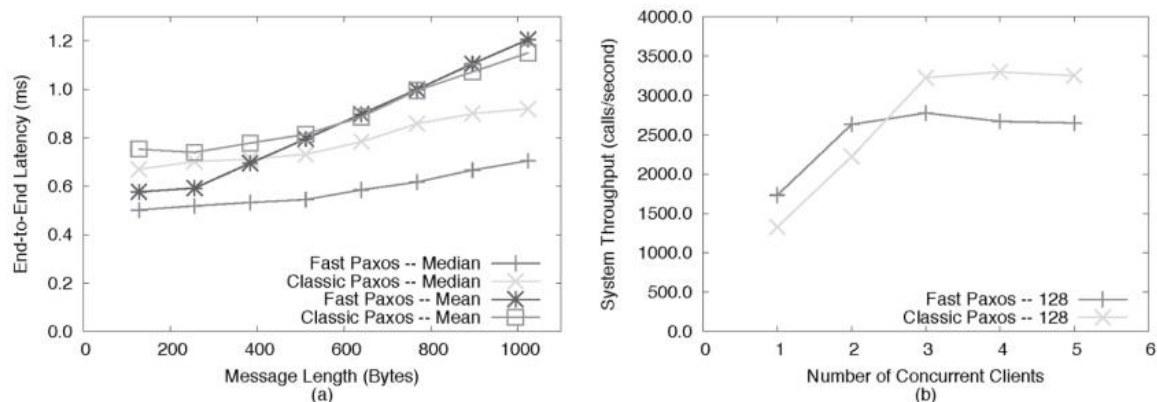 1.2
1.0
0.8
0.6
0.4
0.2
0.0
End-to-End Latency (ms)
Fast Paxos -- Median
Classic Paxos -- Median
Fast Paxos -- Mean
Classic Paxos -- Mean
0 200 400 600 800 1000
Message Length (Bytes)
(a)
4000.0
3500.0
3000.0
2500.0
2000.0
1500.0
1000.0
500.0
0.0
System Throughput (calls/second)
Fast Paxos -- 128
Classic Paxos -- 128
0 1 2 3 4 5 6
Number of Concurrent Clients
(b)